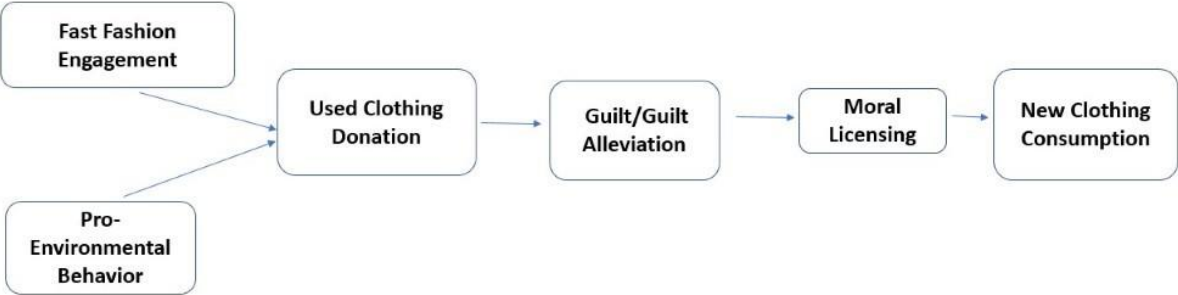 Fast Fashion
Engagement
Used Clothing
Donation
Guilt/Guilt
Alleviation
Moral
Licensing
New Clothing
Consumption
Pro-
Environmental
Behavior